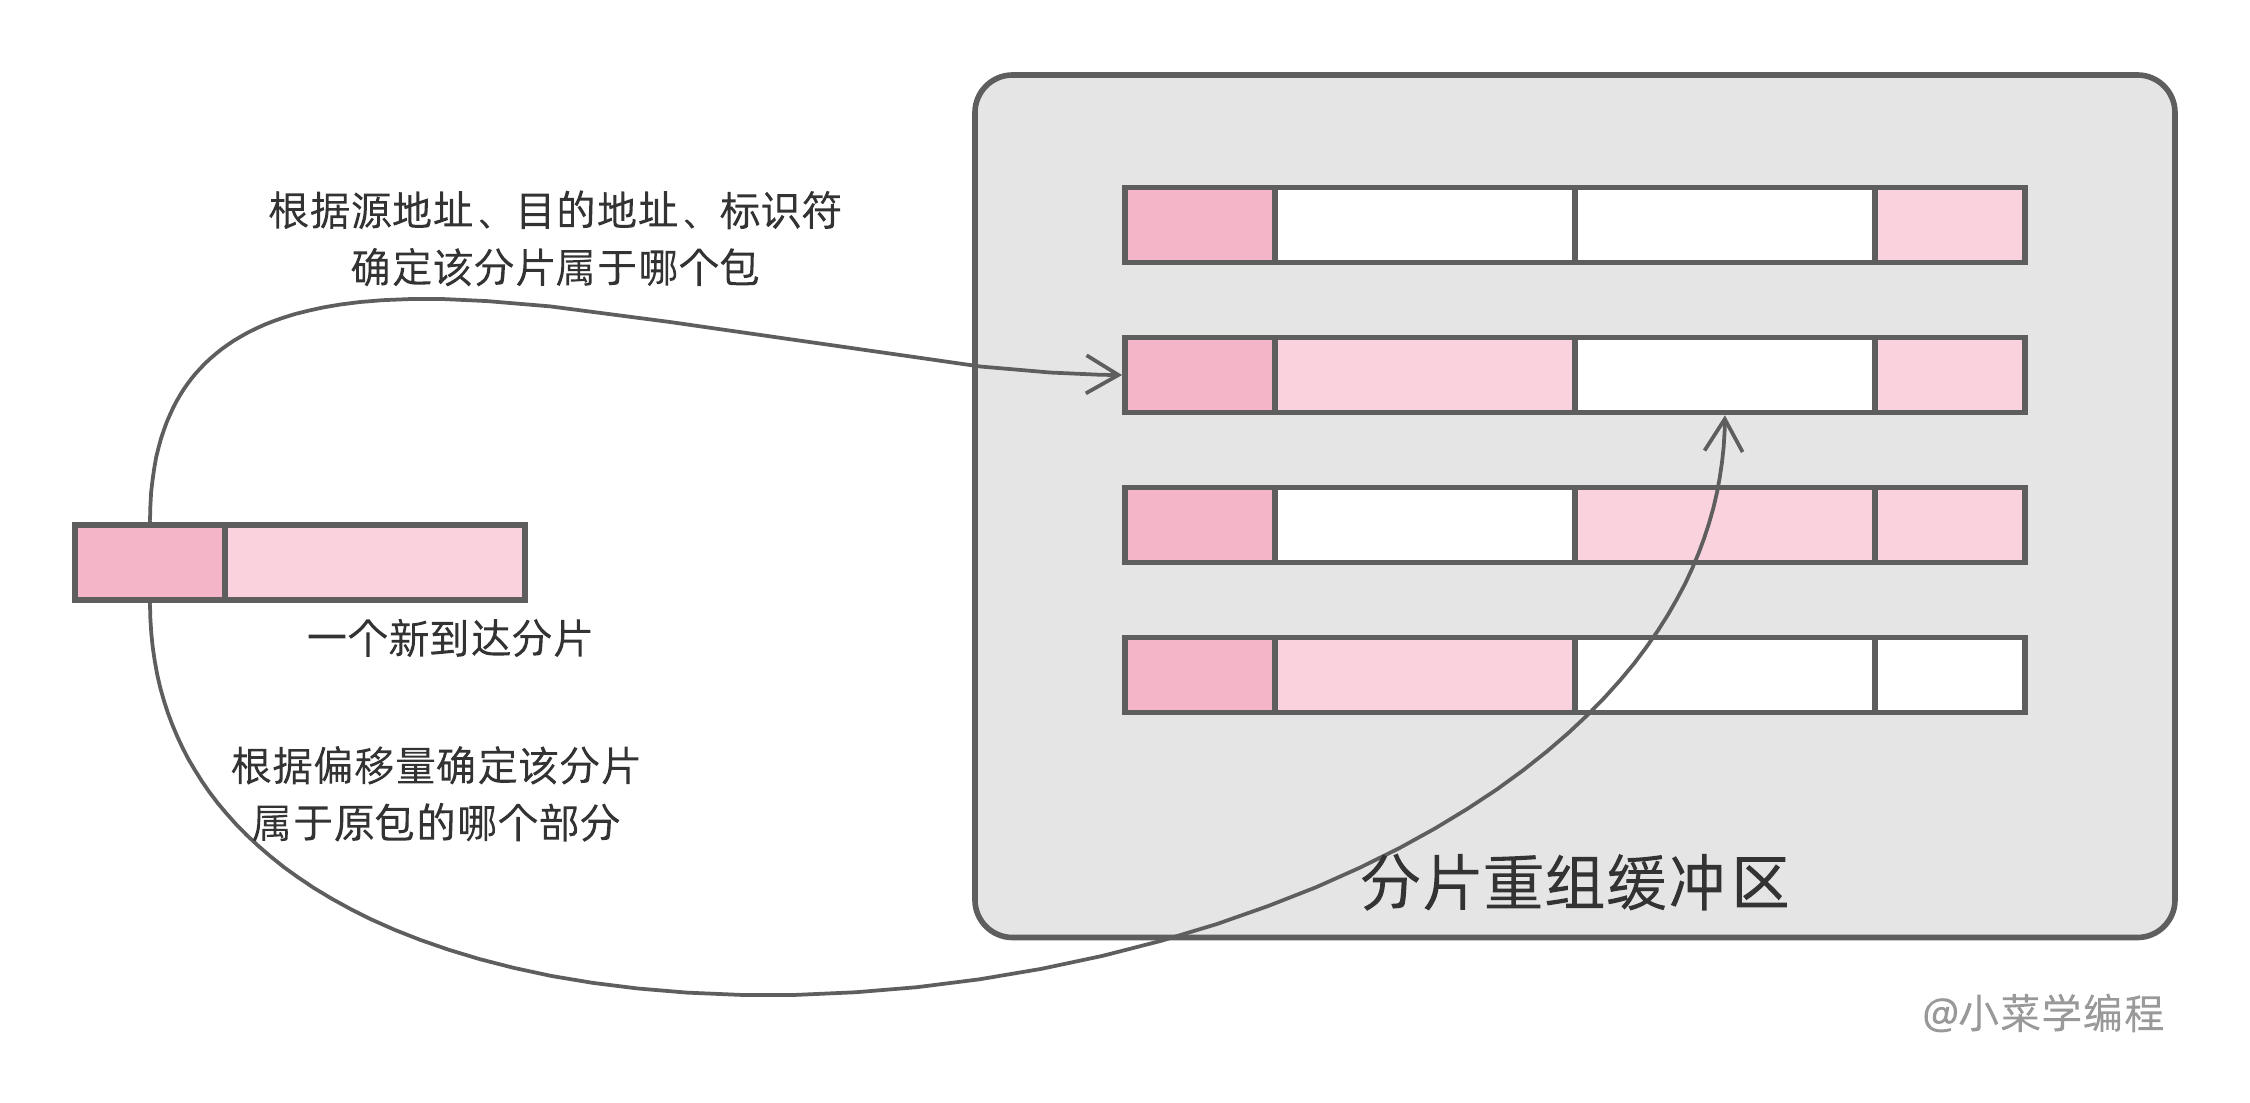 根据源地址、目的地址、标识符
确定该分片属于哪个包
一个新到达分片
根据偏移量确定该分片
属于原包的哪个部分
分片重组缓冲区
@小菜学编程